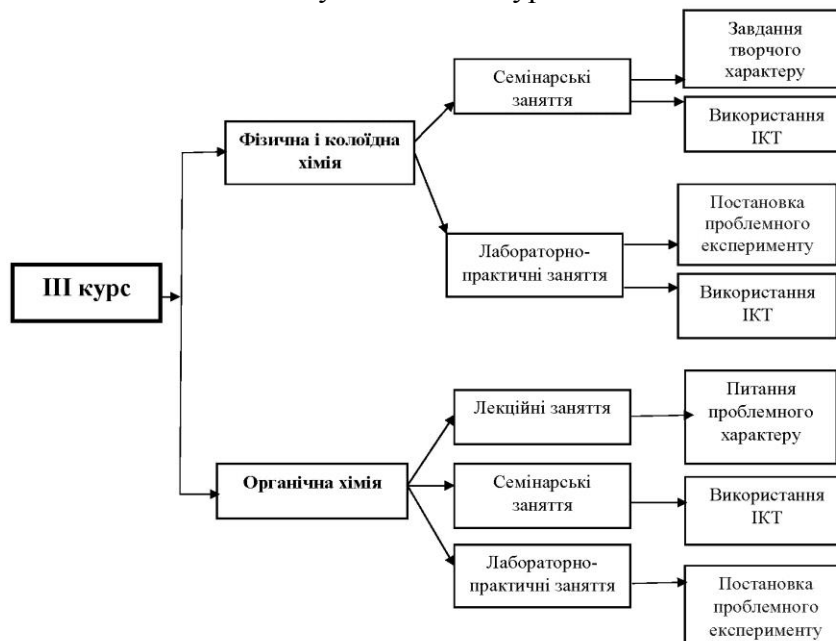 Завдання
творчого
характеру
Семінарські
заняття
Використання
ІКТ
Фізична і колоїдна
хімія
Постановка
проблемного
експерименту
Лабораторно-
практичні заняття
Використання
ІКТ
ІІІ курс
Лекційні заняття
Питання
проблемного
характеру
Органічна хімія
Семінарські
заняття
Використання
ІКТ
Лабораторно-
практичні заняття
Постановка
проблемного
експерименту